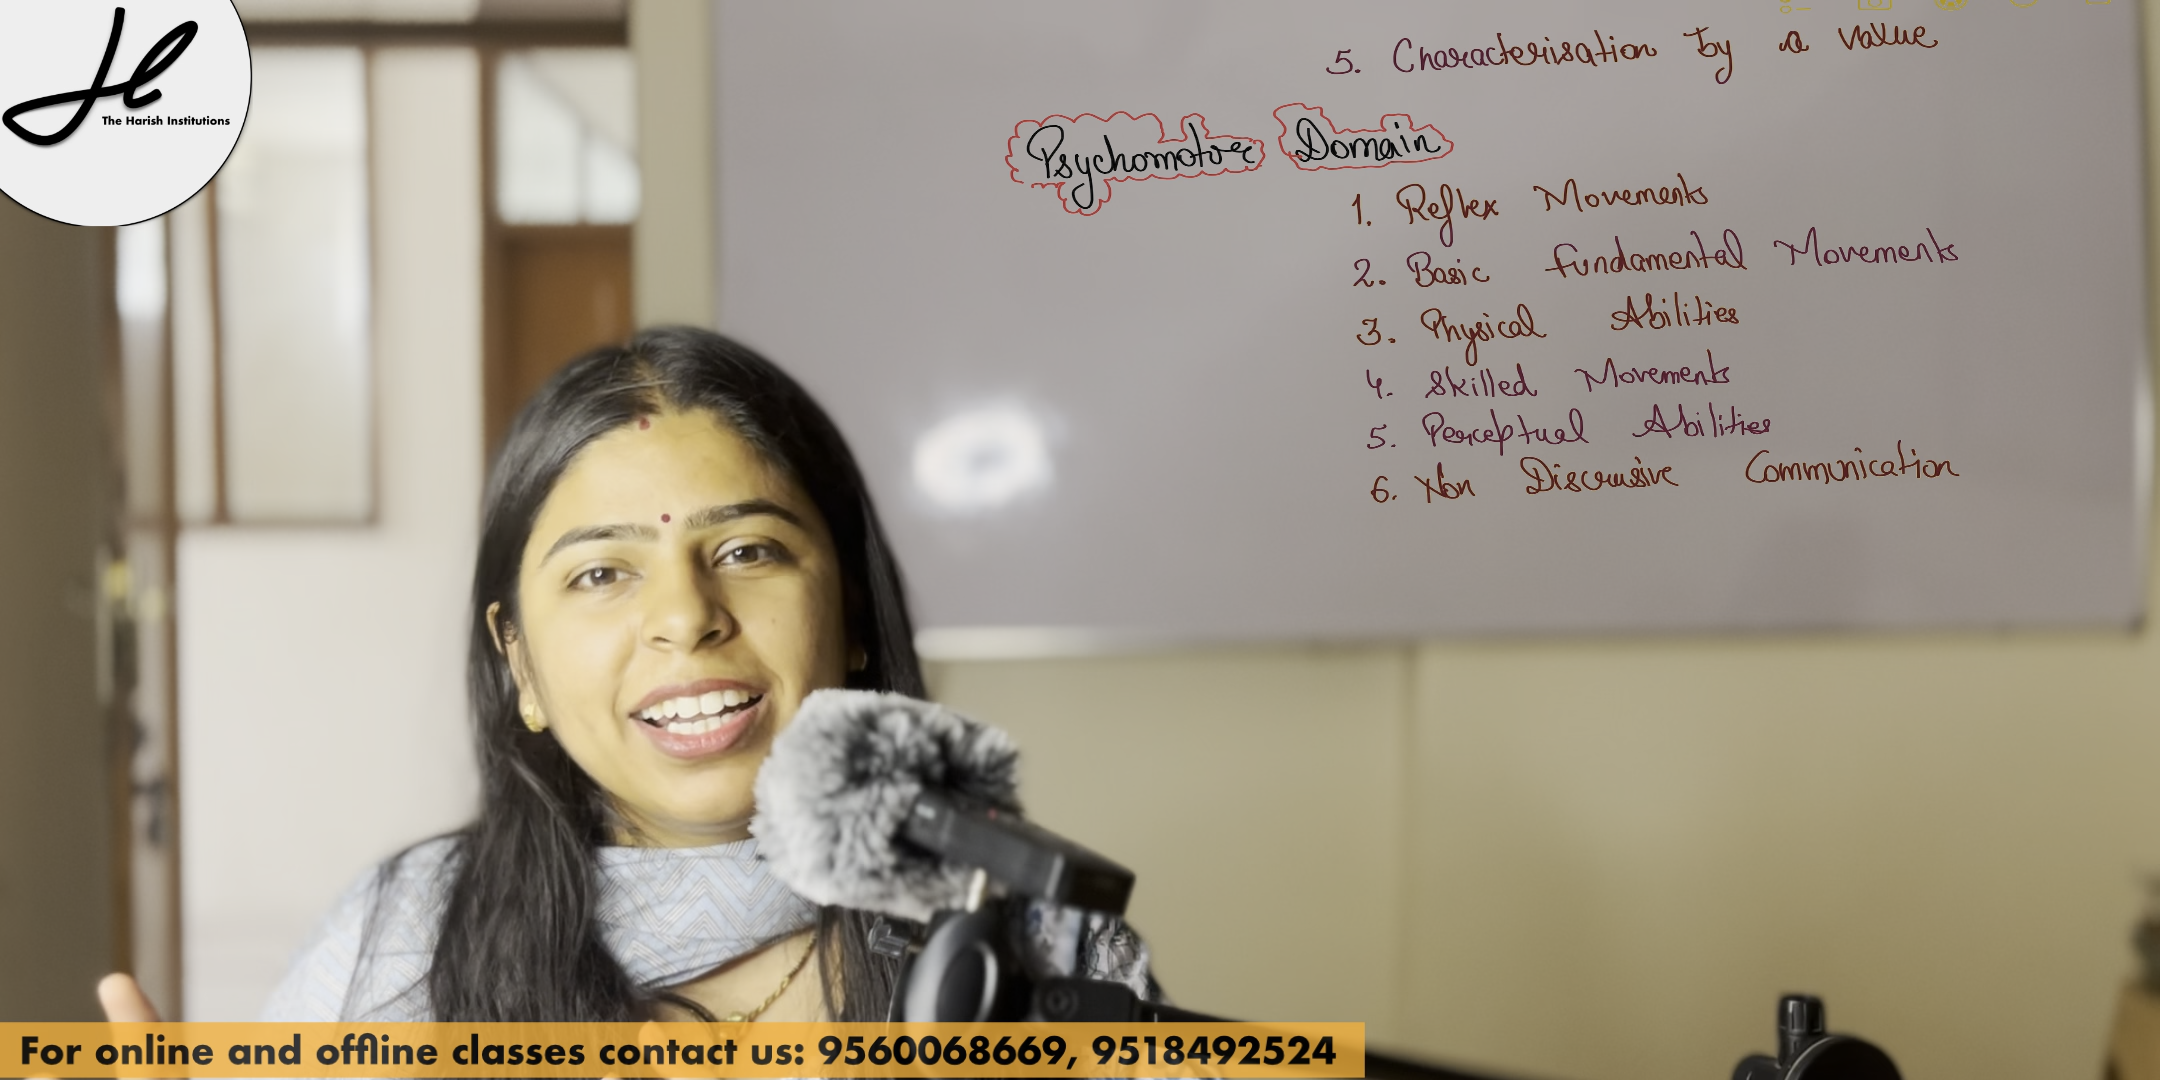 The Harish Institutions
5. Characterisation by a value
Psychomotor Domain
1. Reflex Movements
2. Basic fundamental Movements
3. Physical Abilities
4. Skilled Movements
5. Perceptual Abilities
6. Non Discursive Communication
For online and offline classes contact us: 9560068669, 9518492524